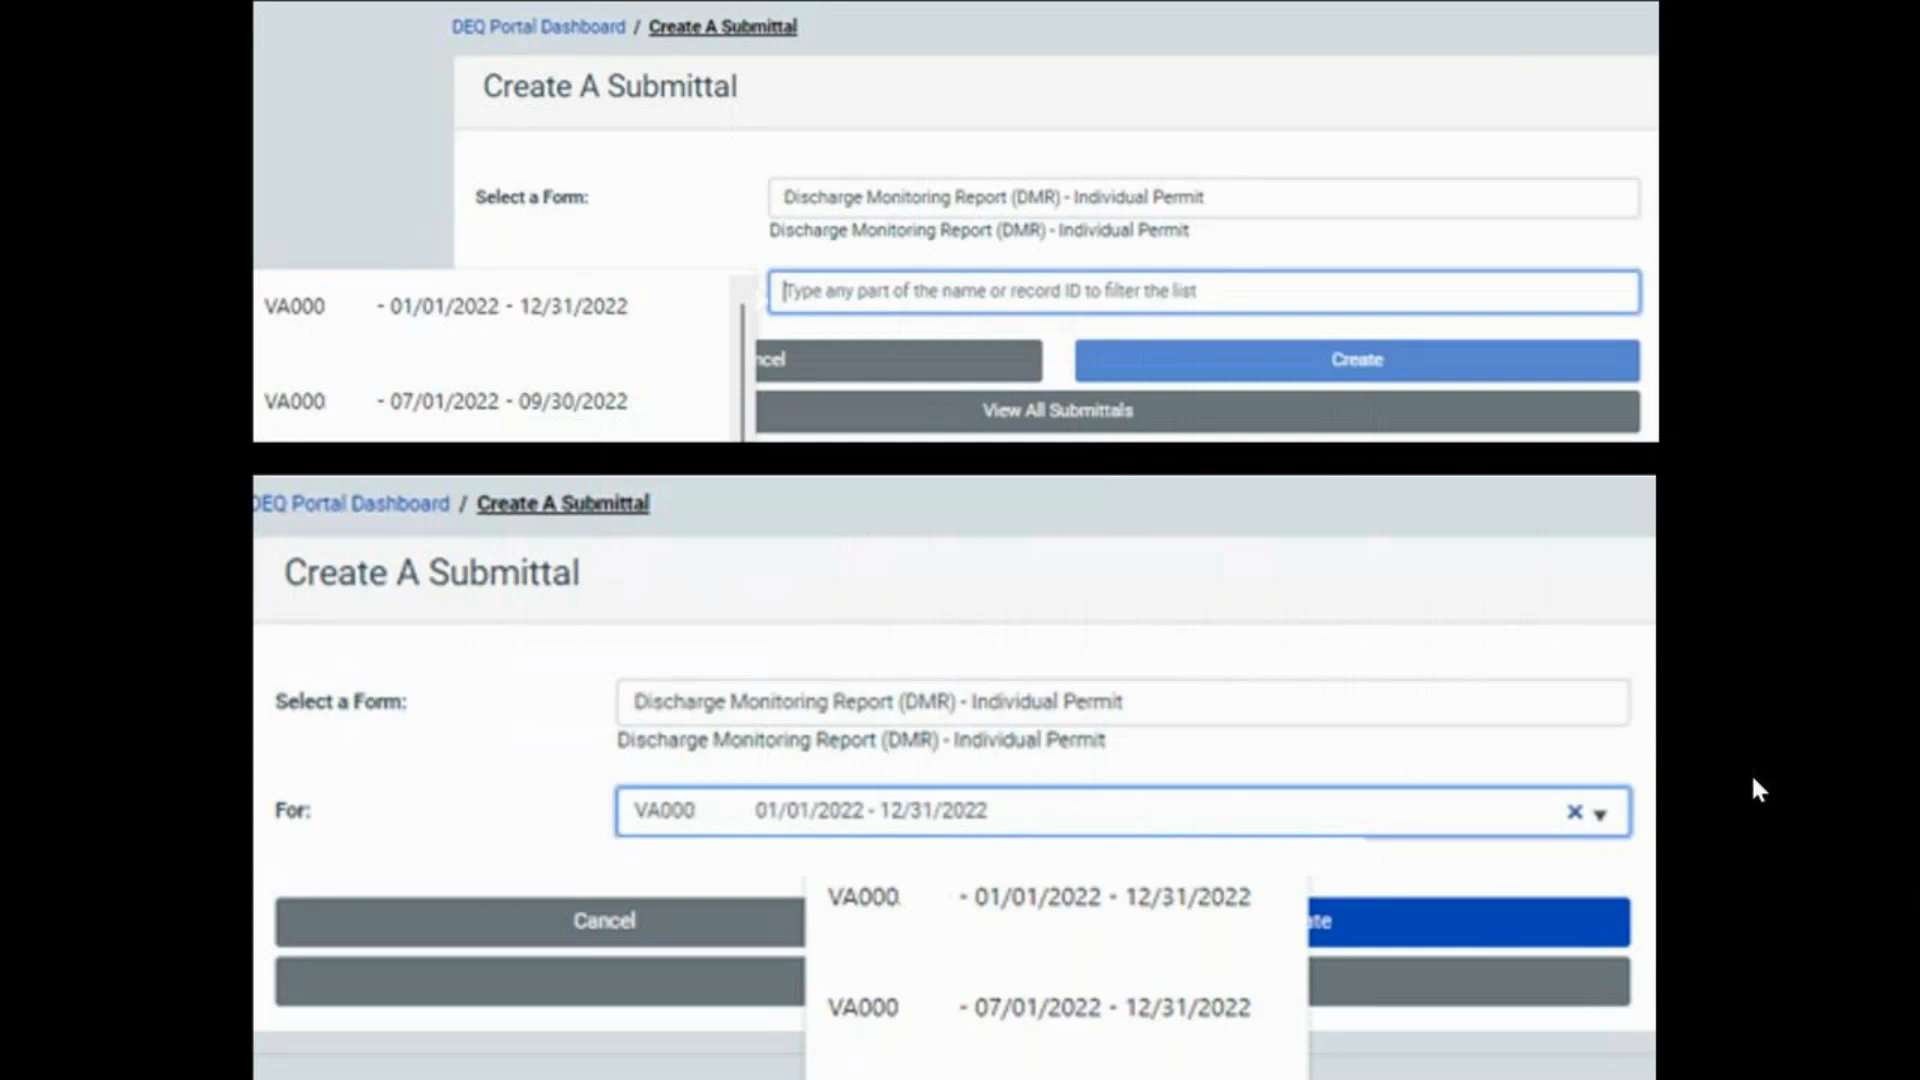 DEQ Portal Dashboard / Create A Submittal
Create A Submittal
Select a Form:
Discharge Monitoring Report (DMR) - Individual Permit
Discharge Monitoring Report (DMR) - Individual Permit
Type any part of the name or record ID to filter the list
VA000 - 01/01/2022 - 12/31/2022
ncel
Create
VA000 - 07/01/2022 - 09/30/2022
View All Submittals
DEQ Portal Dashboard / Create A Submittal
Create A Submittal
Select a Form:
Discharge Monitoring Report (DMR) - Individual Permit
Discharge Monitoring Report (DMR) - Individual Permit
For:
VA000 01/01/2022 - 12/31/2022
VA000 - 01/01/2022 - 12/31/2022
Cancel
ate
VA000 - 07/01/2022 - 12/31/2022